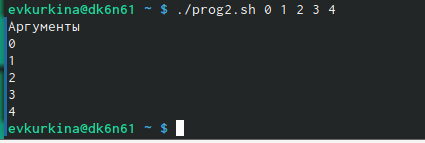 evkurkina@dk6n61 ~ $ ./prog2.sh 0 1 2 3 4
Аргументы
0
1
2
3
4
evkurkina@dk6n61 ~ $